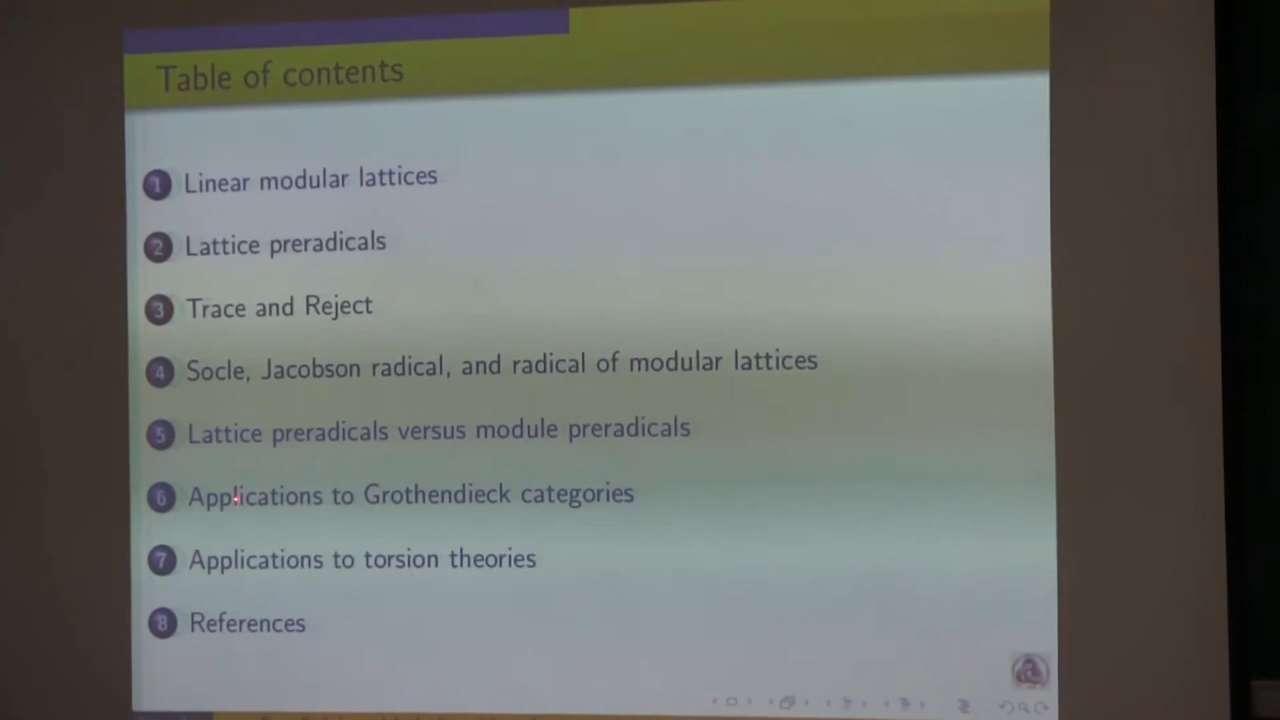 Table of contents
1 Linear modular lattices
2 Lattice preradicals
3 Trace and Reject
4 Socle, Jacobson radical, and radical of modular lattices
5 Lattice preradicals versus module preradicals
6 Applications to Grothendieck categories
7 Applications to torsion theories
8 References